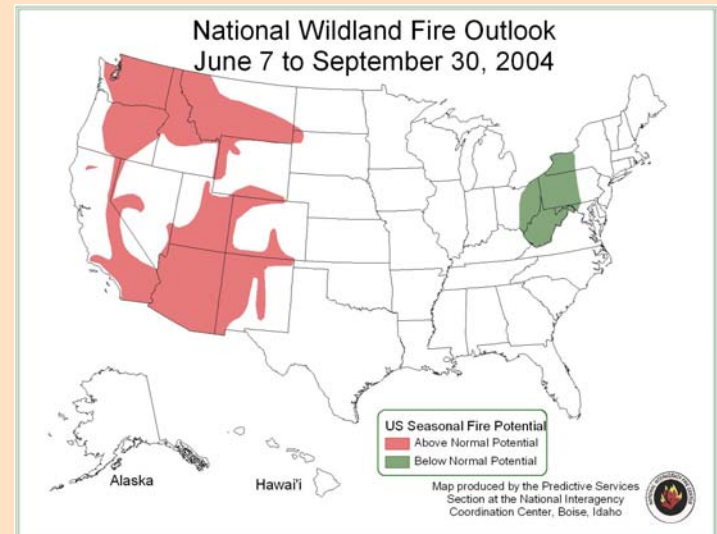 National Wildland Fire Outlook
June 7 to September 30, 2004
US Seasonal Fire Potential
Above Normal Potential
Below Normal Potential
Alaska
Hawai'i
Map produced by the Predictive Services
Section at the National Interagency
Coordination Center, Boise, Idaho